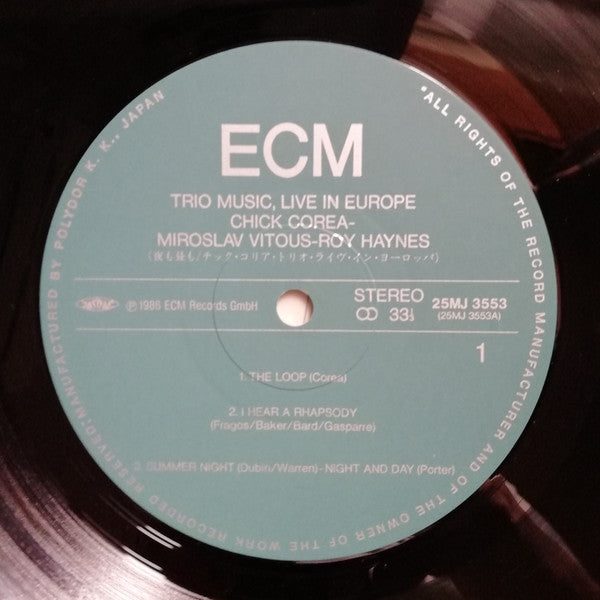 ECM
TRIO MUSIC, LIVE IN EUROPE
CHICK COREA-
MIROSLAV VITOUS-ROY HAYNES
(夜も昼も/チック・コリア・トリオ・ライヴ・イン・ヨーロッパ)
℗1986 ECM Records GmbH
STEREO
33⅓
25MJ 3553
(25MJ 3553A)
1
1. THE LOOP (Corea)
2. I HEAR A RHAPSODY
(Fragos/Baker/Bard/Gasparre)
3. SUMMER NIGHT (Dubin/Warren)-NIGHT AND DAY (Porter)
"ALL RIGHTS OF THE RECORD MANUFACTURER AND OF THE OWNER OF THE WORK RECORDED RESERVED" MANUFACTURED BY POLYDOR K. K., JAPAN